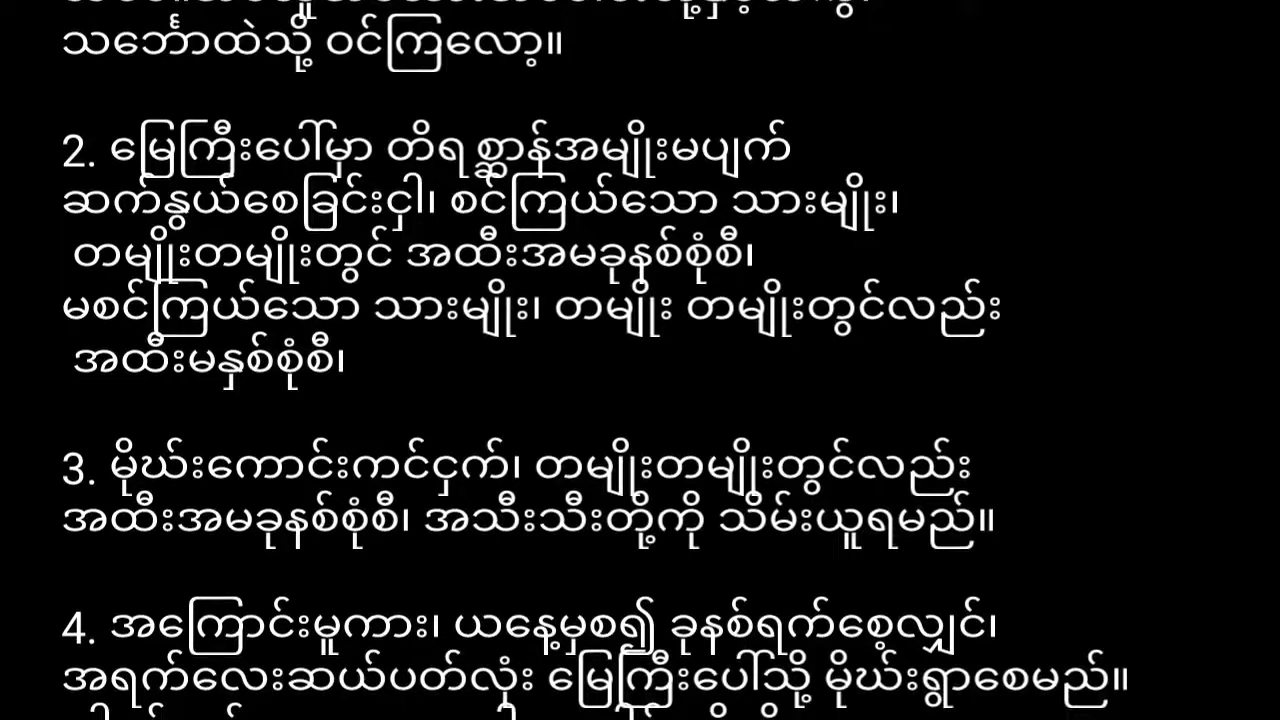 သင်္ဘောထဲသို့ ဝင်ကြလော့။
2. မြေကြီးပေါ်မှာ တိရစ္ဆာန်အမျိုးမပျက်
ဆက်နွယ်စေခြင်းငှါ၊ စင်ကြယ်သော သားမျိုး၊
တမျိုးတမျိုးတွင် အထီးအမခုနစ်စုံစီ၊
မစင်ကြယ်သော သားမျိုး၊ တမျိုး တမျိုးတွင်လည်း
အထီးမနှစ်စုံစီ၊
3. မိုဃ်းကောင်းကင်ငှက်၊ တမျိုးတမျိုးတွင်လည်း
အထီးအမခုနစ်စုံစီ၊ အသီးသီးတို့ကို သိမ်းယူရမည်။
4. အကြောင်းမူကား၊ ယနေ့မှစ၍ ခုနစ်ရက်စေ့လျှင်၊
အရက်လေးဆယ်ပတ်လုံး မြေကြီးပေါ်သို့ မိုဃ်းရွာစေမည်။